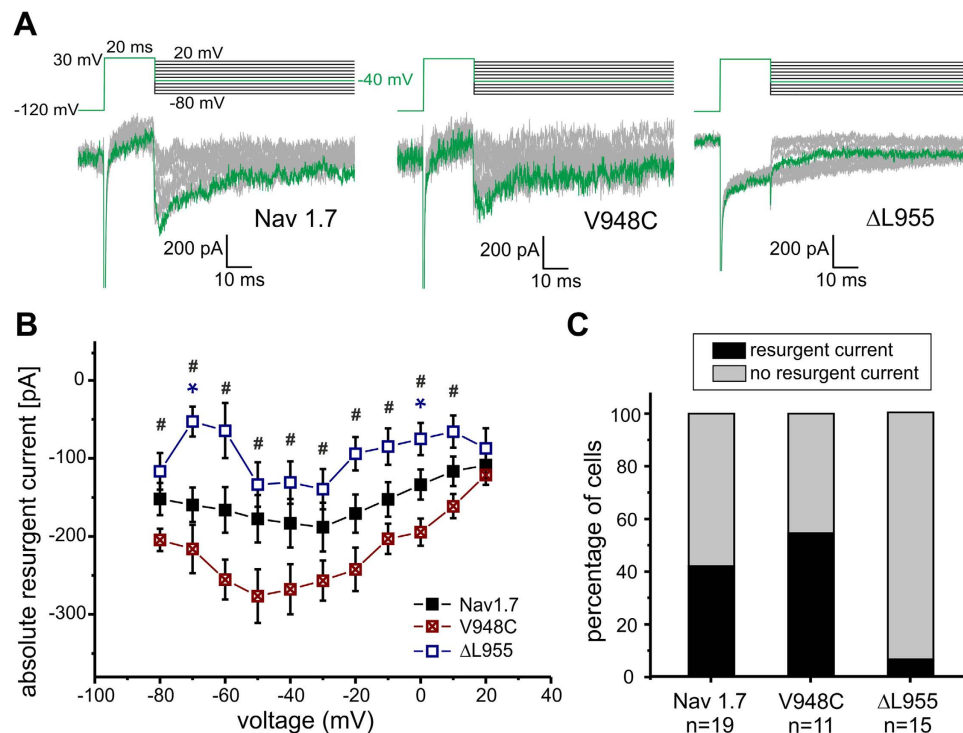 A
20 ms
30 mV
20 mV
-40 mV
-120 mV
-80 mV
Nav 1.7
V948C
ΔL955
200 pA
10 ms
200 pA
10 ms
200 pA
10 ms
B
absolute resurgent current [pA]
0
-100
-200
-300
# # # # # # # # # #
* *
Nav1.7
V948C
ΔL955
-100 -80 -60 -40 -20 0 20 40
voltage (mV)
C
resurgent current
no resurgent current
percentage of cells
100
80
60
40
20
0
Nav 1.7 V948C ΔL955
n=19 n=11 n=15